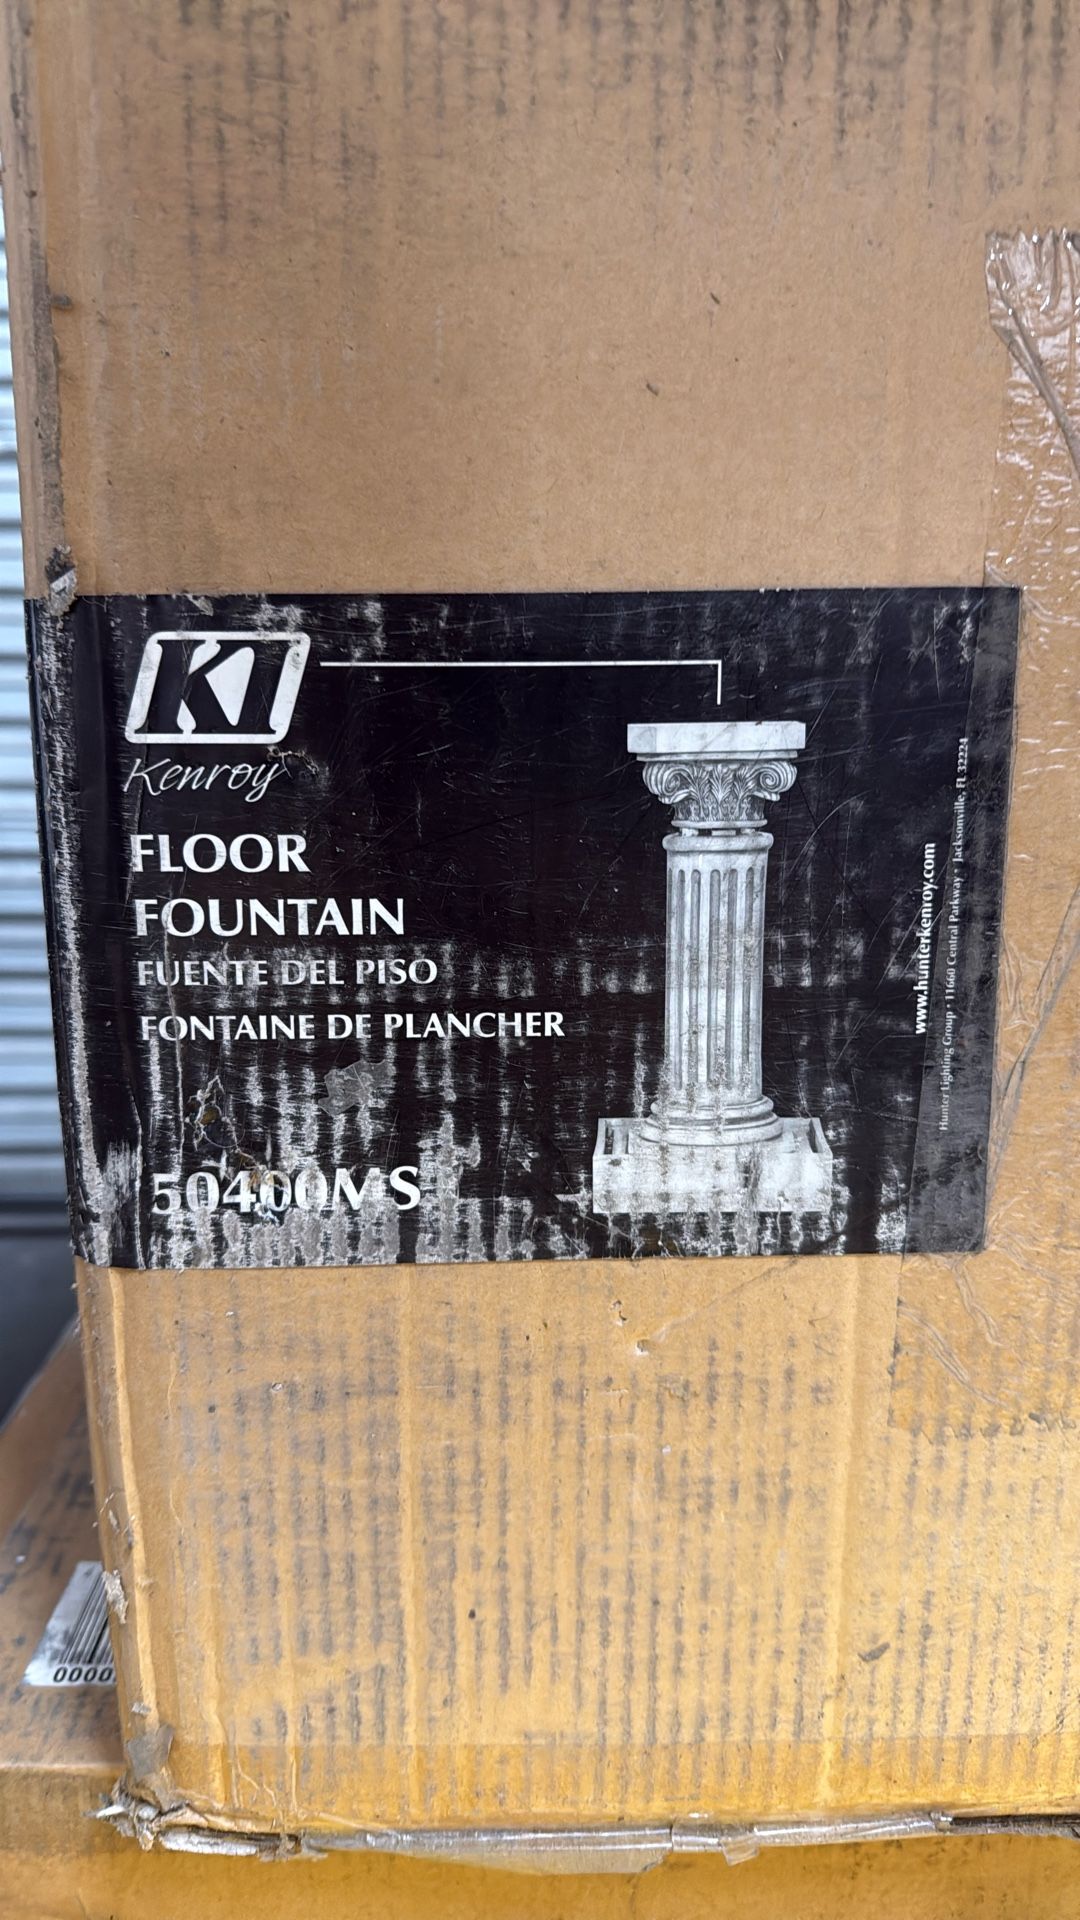 KI
Kenroy
FLOOR
FOUNTAIN
FUENTE DEL PISO
FONTAINE DE PLANCHER
50400MS
www.hunterkenroy.com
Hunter Lighting Group · 11660 Central Parkway · Jacksonville, FL 32224
0000